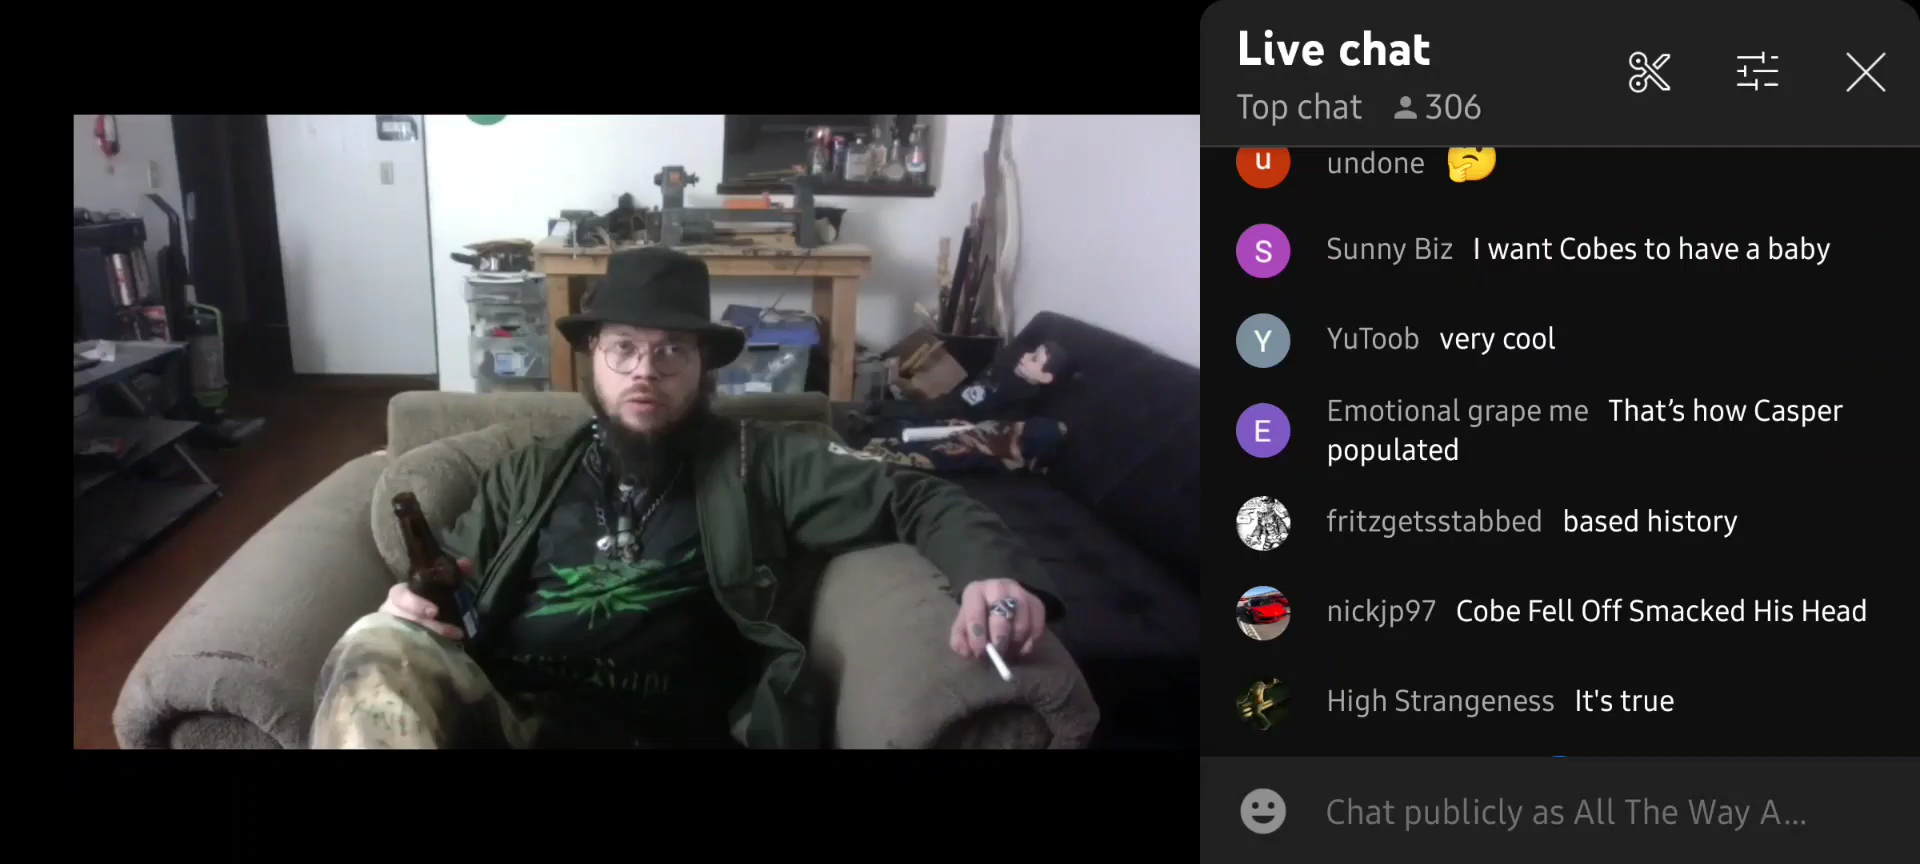 Live chat
Top chat 306
u undone 🤔
S Sunny Biz I want Cobes to have a baby
Y YuToob very cool
E Emotional grape me That’s how Casper
populated
fritzgetsstabbed based history
nickjp97 Cobe Fell Off Smacked His Head
High Strangeness It's true
Chat publicly as All The Way A...